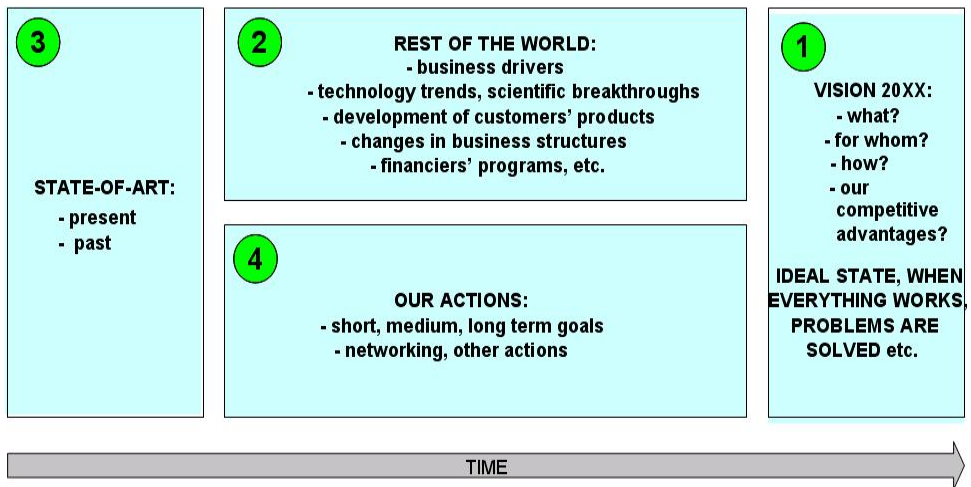 3
STATE-OF-ART:
- present
- past
2
REST OF THE WORLD:
- business drivers
- technology trends, scientific breakthroughs
- development of customers’ products
- changes in business structures
- financiers’ programs, etc.
4
OUR ACTIONS:
- short, medium, long term goals
- networking, other actions
1
VISION 20XX:
- what?
- for whom?
- how?
- our
competitive
advantages?
IDEAL STATE, WHEN
EVERYTHING WORKS,
PROBLEMS ARE
SOLVED etc.
TIME